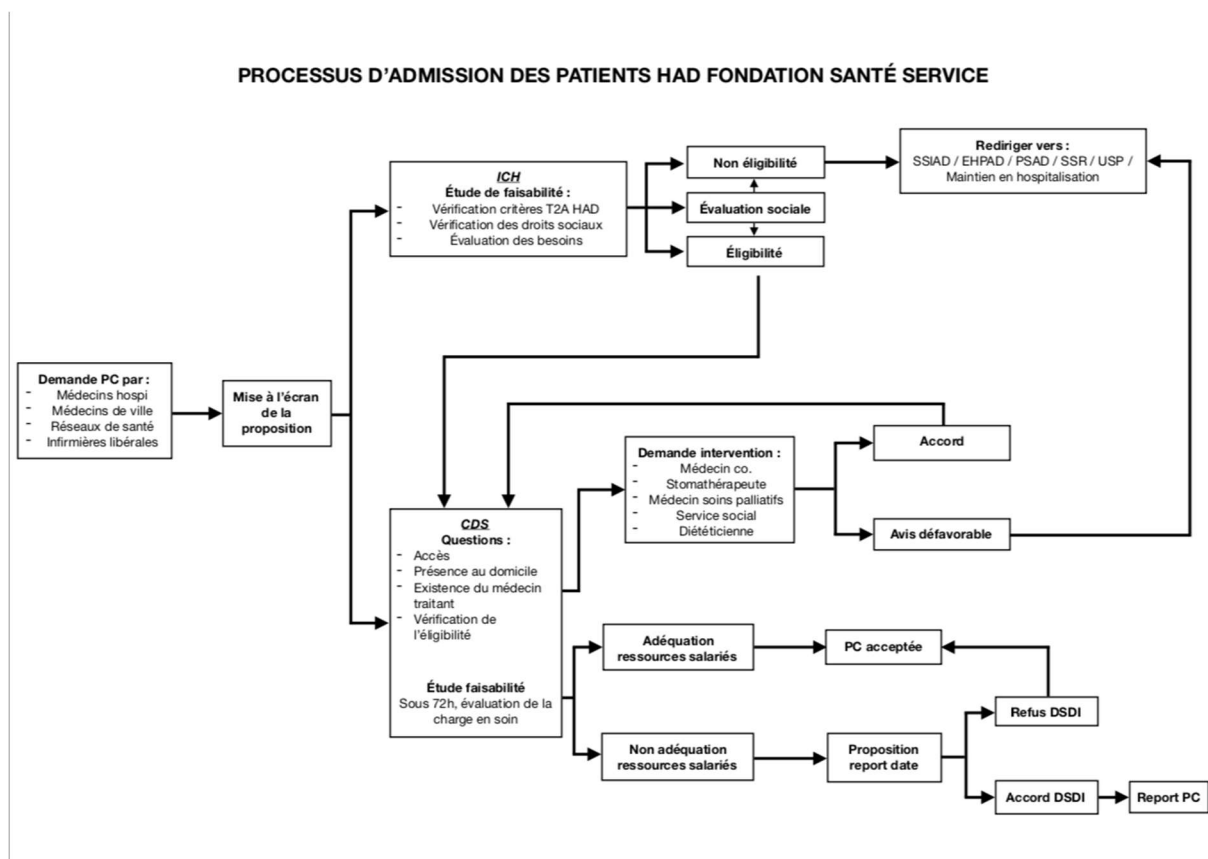 PROCESSUS D'ADMISSION DES PATIENTS HAD FONDATION SANTÉ SERVICE
ICH
Étude de faisabilité :
- Vérification critères T2A HAD
- Vérification des droits sociaux
- Évaluation des besoins
Non éligibilité
Évaluation sociale
Éligibilité
Rediriger vers :
SSIAD / EHPAD / PSAD / SSR / USP /
Maintien en hospitalisation
Demande PC par :
- Médecins hospi
- Médecins de ville
- Réseaux de santé
- Infirmières libérales
Mise à l'écran
de la
proposition
Demande intervention :
- Médecin co.
- Stomathérapeute
- Médecin soins palliatifs
- Service social
- Diététicienne
Accord
Avis défavorable
CDS
Questions :
- Accès
- Présence au domicile
- Existence du médecin
traitant
- Vérification de
l'éligibilité
Étude faisabilité
Sous 72h, évaluation de la
charge en soin
Adéquation
ressources salariés
PC acceptée
Non adéquation
ressources salariés
Proposition
report date
Refus DSDI
Accord DSDI
Report PC